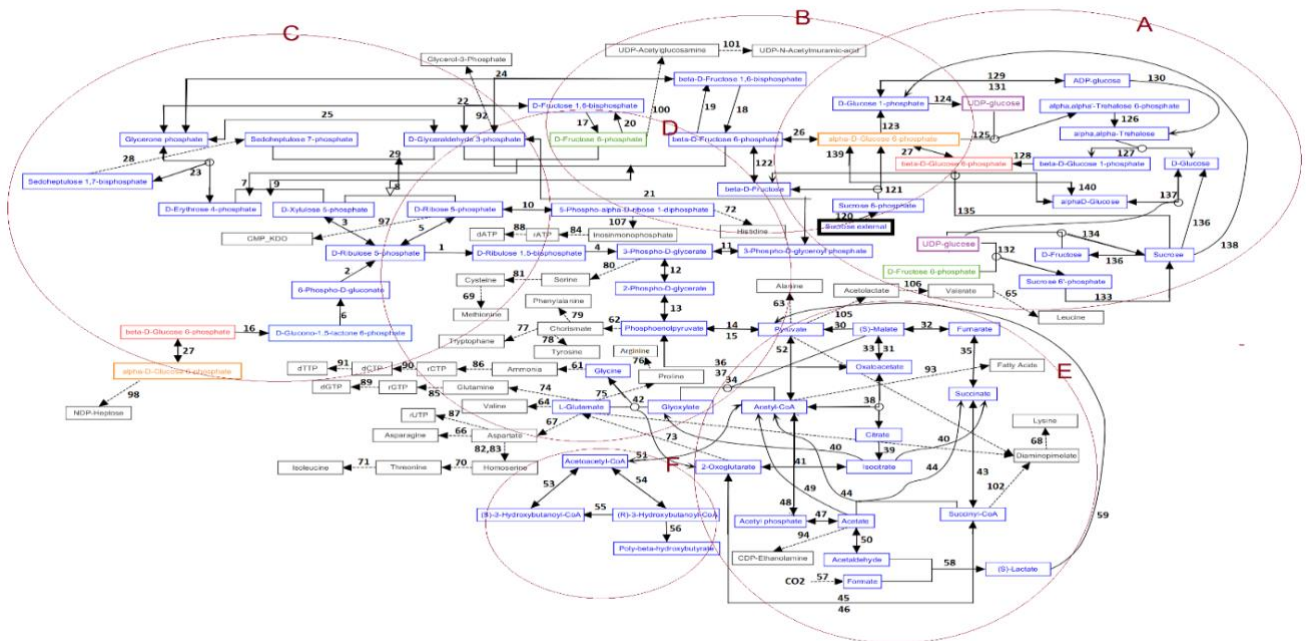 B
A
C
UDP-Acetylglucosamine
101
UDP-N-Acetylmuramic-acid
Glycerol-3-Phosphate
24
beta-D-Fructose 1,6-bisphosphate
129
131
ADP-glucose
130
22
D-Fructose 1,6-bisphosphate
100
19
18
D-Glucose 1-phosphate
124
UDP-glucose
alpha,alpha'-Trehalose 6-phosphate
25
92
17
20
D
123
126
Glycerone phosphate
Sedoheptulose 7-phosphate
D-Glyceraldehyde 3-phosphate
D-Fructose 6-phosphate
beta-D-Fructose 6-phosphate
26
alpha-D-Glucose 6-phosphate
125
alpha,alpha-Trehalose
28
29
139
27
127
23
122
beta-D-Glucose 6-phosphate
128
beta-D-Glucose 1-phosphate
D-Glucose
Sedoheptulose 1,7-bisphosphate
7
9
8
21
beta-D-Fructose
121
140
137
D-Erythrose 4-phosphate
D-Xylulose 5-phosphate
D-Ribose 5-phosphate
10
5-Phospho-alpha-D-ribose 1-diphosphate
72
Sucrose 6-phosphate
alphaD-Glucose
97
107
120
135
136
CMP_KDO
3
5
dATP
88
rATP
84
Inosinmonophosphate
Histidine
Sucrose external
138
D-Ribulose 5-phosphate
1
D-Ribulose 1,5-bisphosphate
4
3-Phospho-D-glycerate
11
3-Phospho-D-glyceroyl phosphate
UDP-glucose
132
134
D-Fructose
136
Sucrose
2
80
12
Cysteine
81
Serine
D-Fructose 6-phosphate
Sucrose 6'-phosphate
133
6-Phospho-D-gluconate
69
2-Phospho-D-glycerate
Alanine
Acetolactate
106
Valerate
6
Phenylalanine
79
13
63
65
Methionine
105
Leucine
beta-D-Glucose 6-phosphate
16
D-Glucono-1,5-lactone 6-phosphate
Chorismate
62
Phosphoenolpyruvate
14
15
Pyruvate
30
(S)-Malate
32
Fumarate
27
77
78
Tryptophane
Tyrosine
Arginine
76
52
33
31
35
alpha-D-Glucose 6-phosphate
dTTP
91
dCTP
90
rCTP
86
Ammonia
61
Glycine
Proline
36
37
Oxaloacetate
Fatty Acids
E
98
dGTP
89
rGTP
85
Glutamine
74
75
34
93
NDP-Heptose
Valine
64
L-Glutamate
42
Glyoxylate
Acetyl-CoA
38
Succinate
rUTP
87
67
Lysine
Asparagine
66
Aspartate
73
Citrate
68
82,83
40
39
40
Isoleucine
71
Threonine
70
Homoserine
Acetoacetyl-CoA
51
F
2-Oxoglutarate
41
Isocitrate
44
Diaminopimelate
43
53
54
49
44
102
48
59
55
(R)-3-Hydroxybutanoyl-CoA
Acetyl phosphate
47
Acetate
Succinyl-CoA
56
94
50
Poly-beta-hydroxybutyrate
CDP-Ethanolamine
Acetaldehyde
58
(S)-Lactate
CO2
57
Formate
45
46